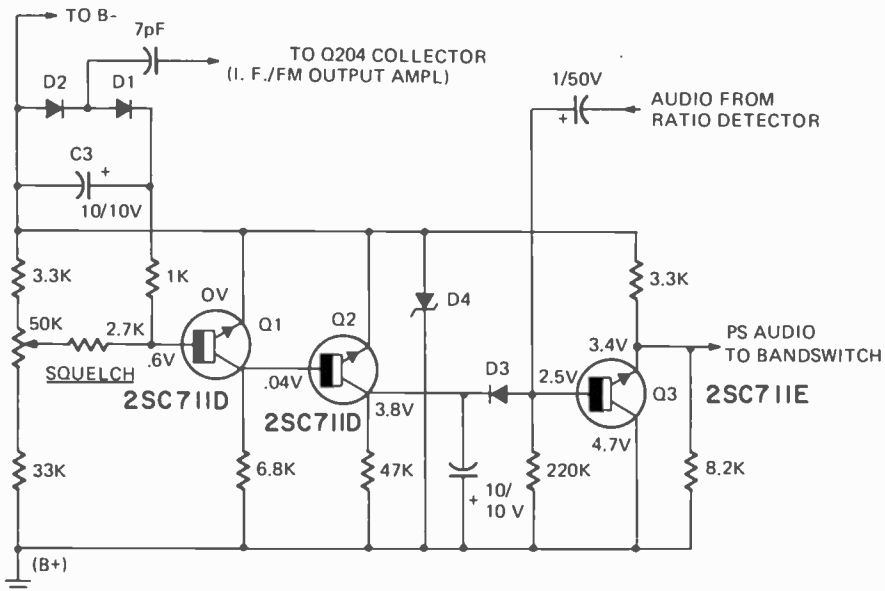 TO B-
7pF
TO Q204 COLLECTOR
(I. F./FM OUTPUT AMPL)
D2
D1
1/50V
+
AUDIO FROM
RATIO DETECTOR
C3
+
10/10V
3.3K
1K
D4
3.3K
0V
Q1
Q2
50K
2.7K
.6V
SQUELCH
2SC711D
.04V
2SC711D
3.8V
D3
2.5V
3.4V
PS AUDIO
TO BANDSWITCH
Q3
2SC711E
4.7V
33K
6.8K
47K
10/
10 V
+
220K
8.2K
(B+)